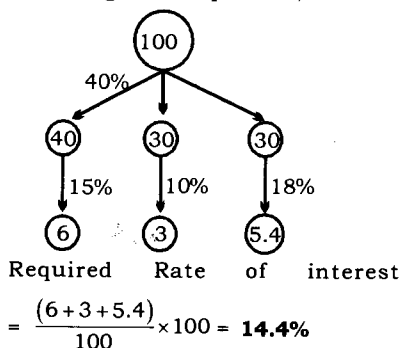 100
40%
40 30 30
15% 10% 18%
6 3 5.4
Required Rate of interest
= (6+3+5.4)/100 ×100 = 14.4%